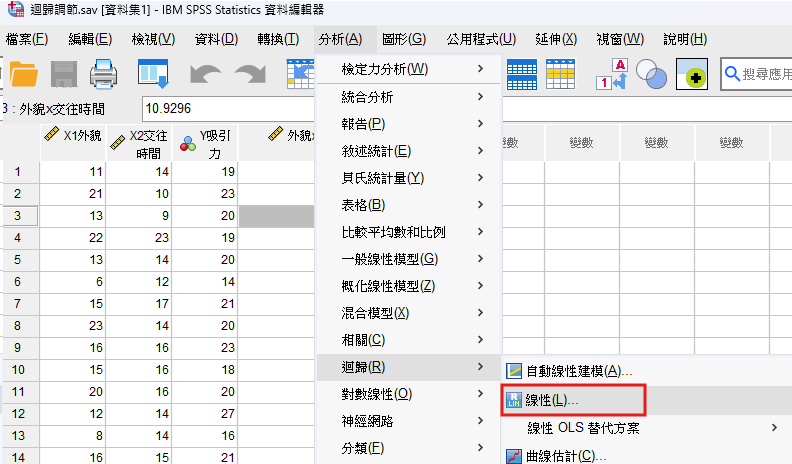 迴歸調節.sav [資料集1] - IBM SPSS Statistics 資料編輯器
檔案(F) 編輯(E) 檢視(V) 資料(D) 轉換(T) 分析(A) 圖形(G) 公用程式(U) 延伸(X) 視窗(W) 說明(H)
搜尋應用
3 : 外貌x交往時間 10.9296
X1外貌 X2交往時間 Y吸引力 外貌x 變數 變數 變數 變數
1 11 14 19
2 21 10 23
3 13 9 20
4 22 23 19
5 13 14 20
6 6 12 14
7 15 17 21
8 23 14 20
9 16 16 23
10 15 16 18
11 20 16 20
12 12 14 27
13 8 14 16
14 16 15 21
檢定力分析(W)
統合分析
報告(P)
敘述統計(E)
貝氏統計量(Y)
表格(B)
比較平均數和比例
一般線性模型(G)
概化線性模型(Z)
混合模型(X)
相關(C)
迴歸(R)
對數線性(O)
神經網路
分類(F)
自動線性建模(A)...
線性(L)...
線性 OLS 替代方案
曲線估計(C)...